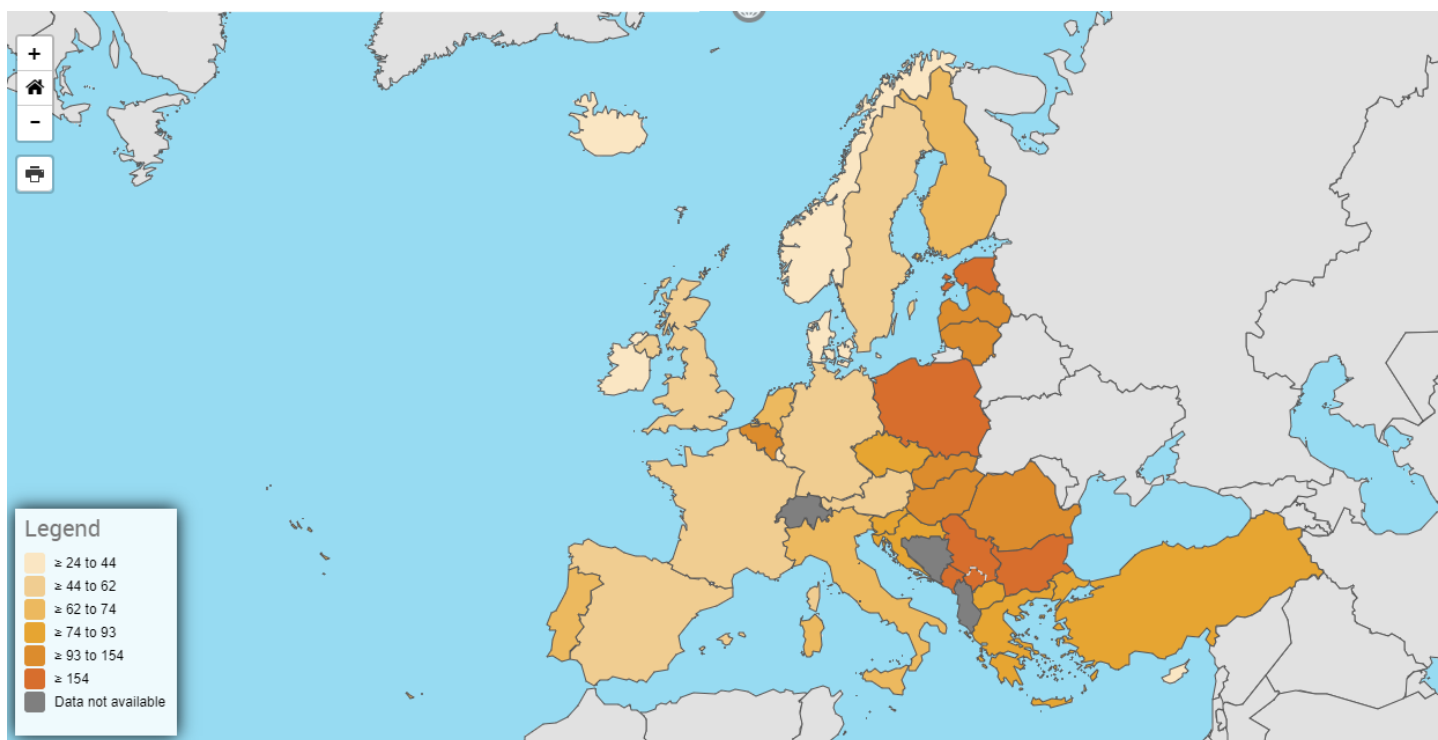 +
−
Legend
≥ 24 to 44
≥ 44 to 62
≥ 62 to 74
≥ 74 to 93
≥ 93 to 154
≥ 154
Data not available